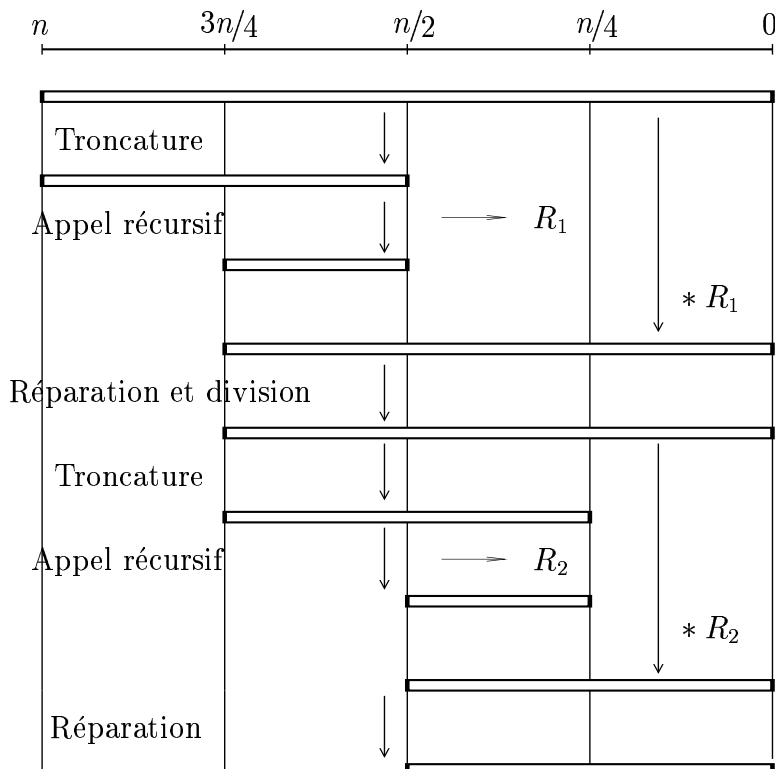 n 3n/4 n/2 n/4 0
Troncature
Appel récursif R₁
* R₁
Réparation et division
Troncature
Appel récursif R₂
* R₂
Réparation